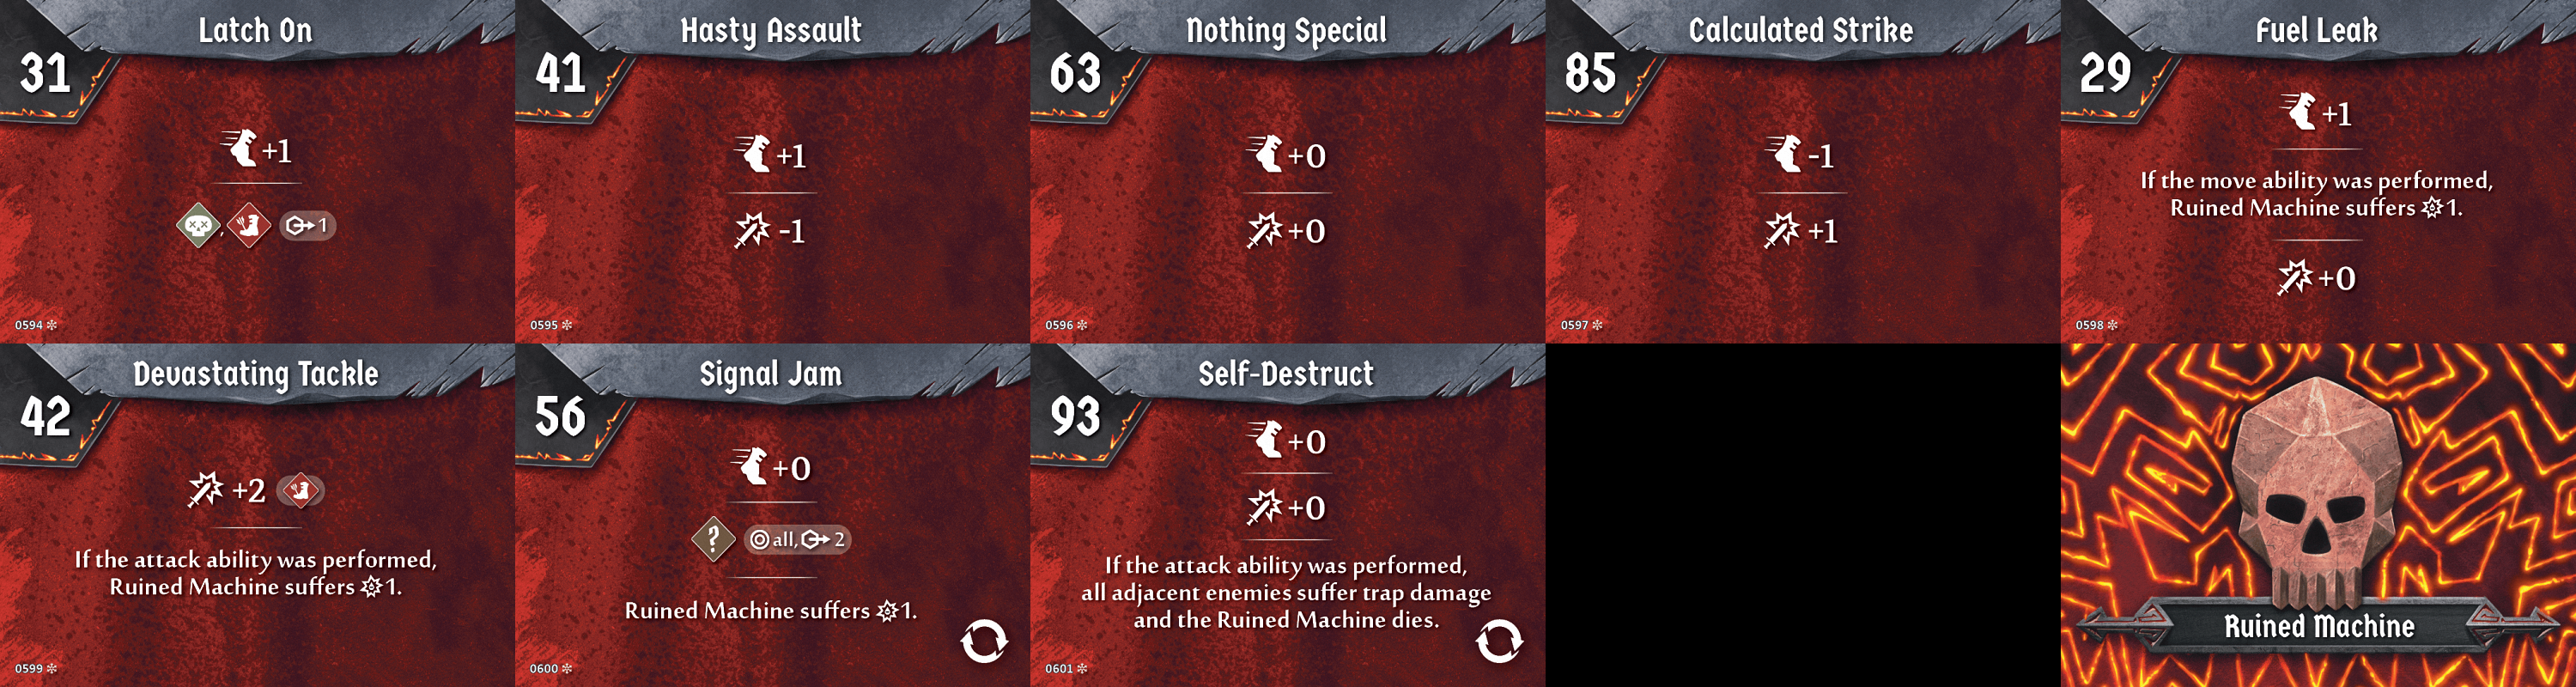 Latch On
31
+1
, 1
0594
Hasty Assault
41
+1
-1
0595
Nothing Special
63
+0
+0
0596
Calculated Strike
85
-1
+1
0597
Fuel Leak
29
+1
If the move ability was performed,
Ruined Machine suffers 1.
+0
0598
Devastating Tackle
42
+2
If the attack ability was performed,
Ruined Machine suffers 1.
0599
Signal Jam
56
+0
? all, 2
Ruined Machine suffers 1.
0600
Self-Destruct
93
+0
+0
If the attack ability was performed,
all adjacent enemies suffer trap damage
and the Ruined Machine dies.
0601
Ruined Machine